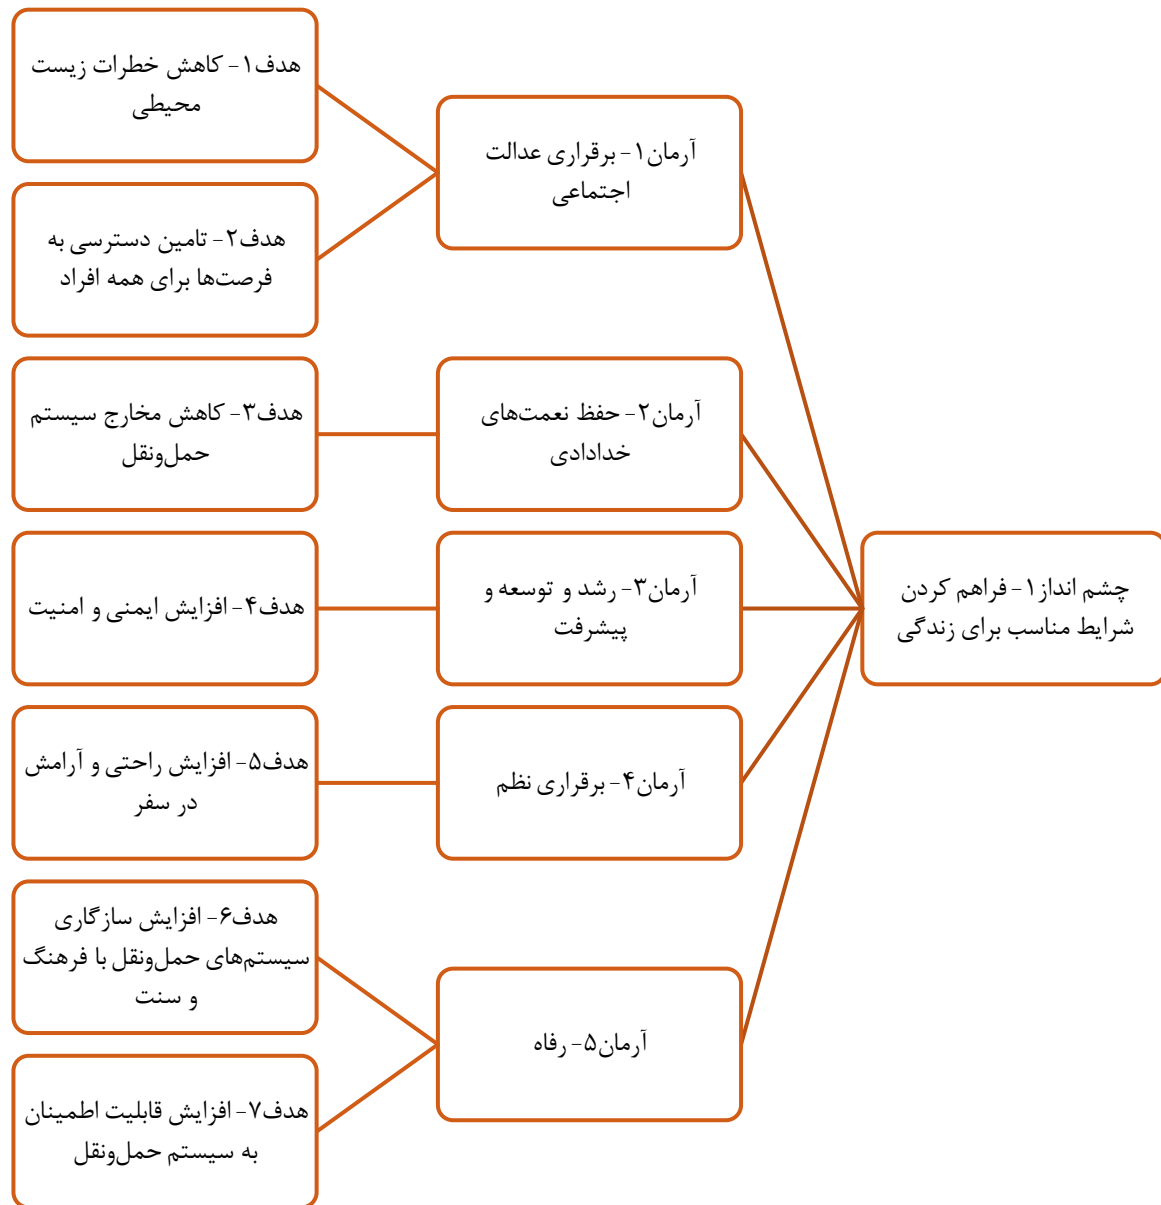 چشم انداز۱- فراهم کردن
شرایط مناسب برای زندگی
آرمان۱- برقراری عدالت
اجتماعی
هدف۱- کاهش خطرات زیست
محیطی
هدف۲- تامین دسترسی به
فرصت‌ها برای همه افراد
آرمان۲- حفظ نعمت‌های
خدادادی
هدف۳- کاهش مخارج سیستم
حمل‌ونقل
آرمان۳- رشد و توسعه و
پیشرفت
هدف۴- افزایش ایمنی و امنیت
آرمان۴- برقراری نظم
هدف۵- افزایش راحتی و آرامش
در سفر
آرمان۵- رفاه
هدف۶- افزایش سازگاری
سیستم‌های حمل‌ونقل با فرهنگ
و سنت
هدف۷- افزایش قابلیت اطمینان
به سیستم حمل‌ونقل